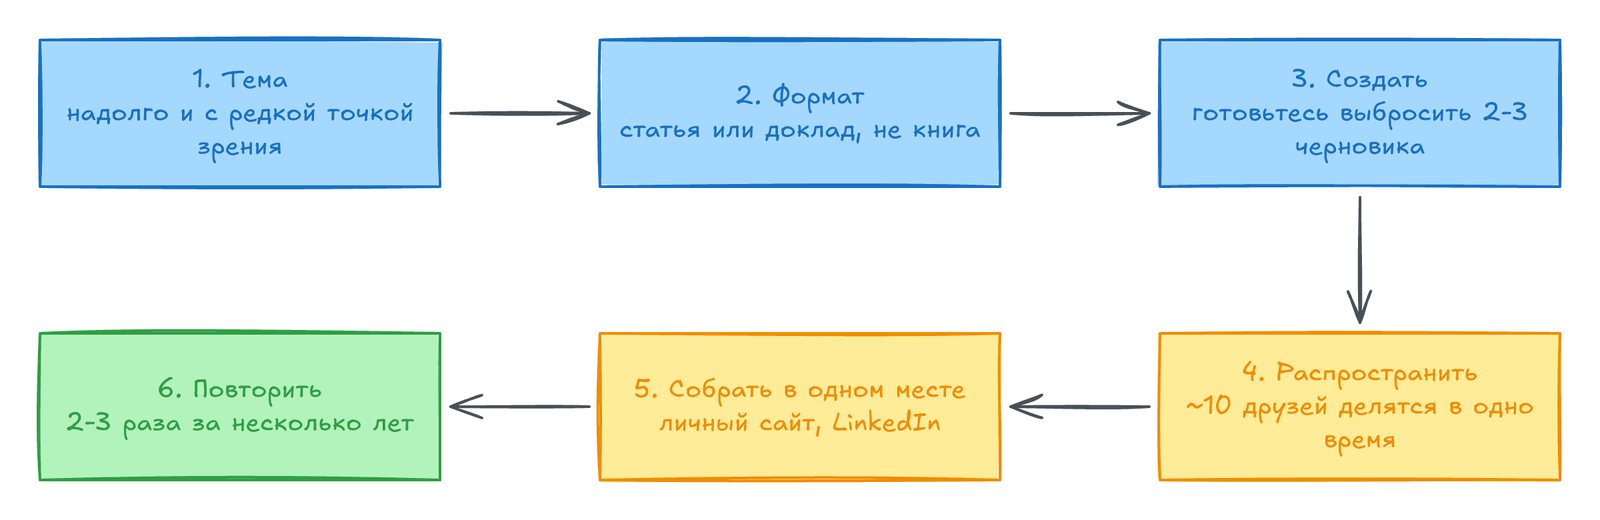 1. Тема
надолго и с редкой точкой
зрения
2. Формат
статья или доклад, не книга
3. Создать
готовьтесь выбросить 2-3
черновика
4. Распространить
~10 друзей делятся в одно
время
5. Собрать в одном месте
личный сайт, LinkedIn
6. Повторить
2-3 раза за несколько лет